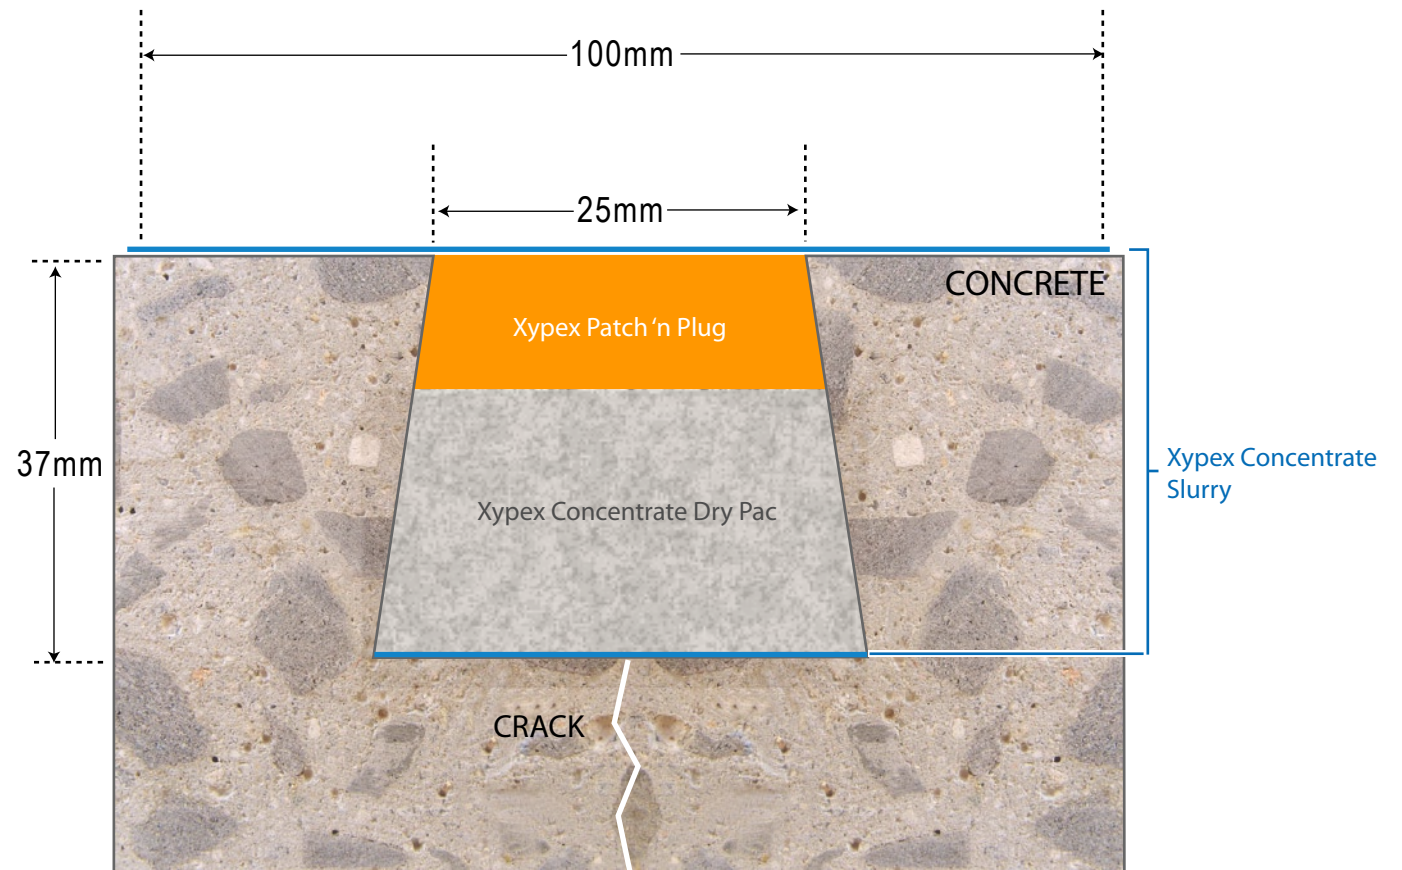 100mm
25mm
CONCRETE
Xypex Patch ‘n Plug
37mm
Xypex Concentrate
Slurry
Xypex Concentrate Dry Pac
CRACK